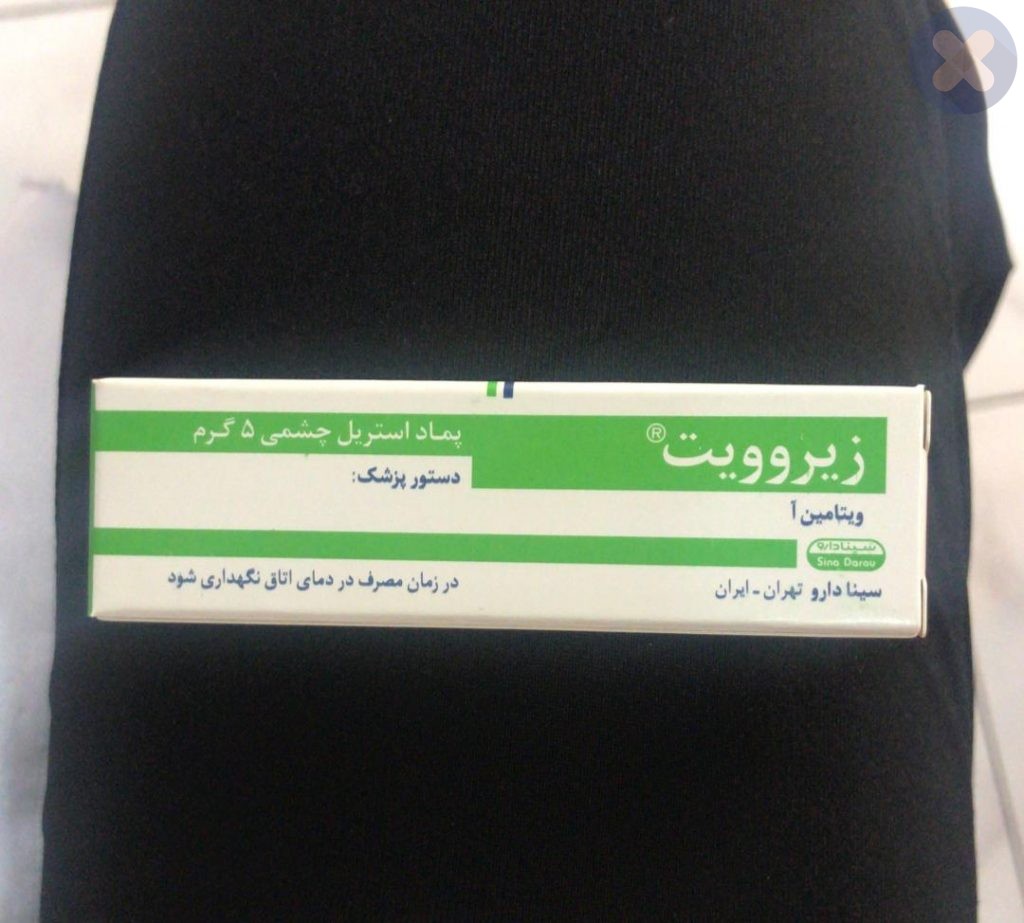 زیروویت®
پماد استریل چشمی ۵ گرم
دستور پزشک:
ویتامین آ
سینادارو
Sina Darou
سینا دارو تهران - ایران
در زمان مصرف در دمای اتاق نگهداری شود